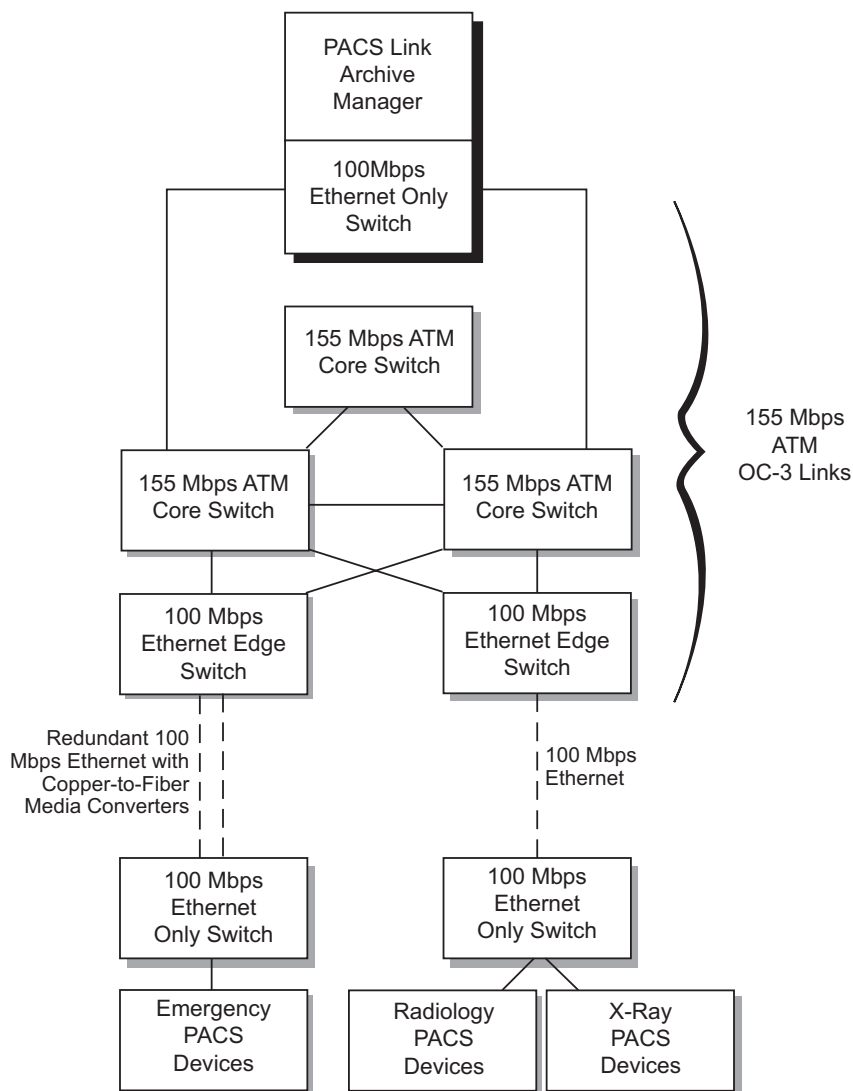 PACS Link
Archive
Manager
100Mbps
Ethernet Only
Switch
155 Mbps ATM
Core Switch
155 Mbps
ATM
OC-3 Links
155 Mbps ATM
Core Switch
155 Mbps ATM
Core Switch
100 Mbps
Ethernet Edge
Switch
100 Mbps
Ethernet Edge
Switch
Redundant 100
Mbps Ethernet with
Copper-to-Fiber
Media Converters
100 Mbps
Ethernet
100 Mbps
Ethernet
Only Switch
100 Mbps
Ethernet
Only Switch
Emergency
PACS
Devices
Radiology
PACS
Devices
X-Ray
PACS
Devices